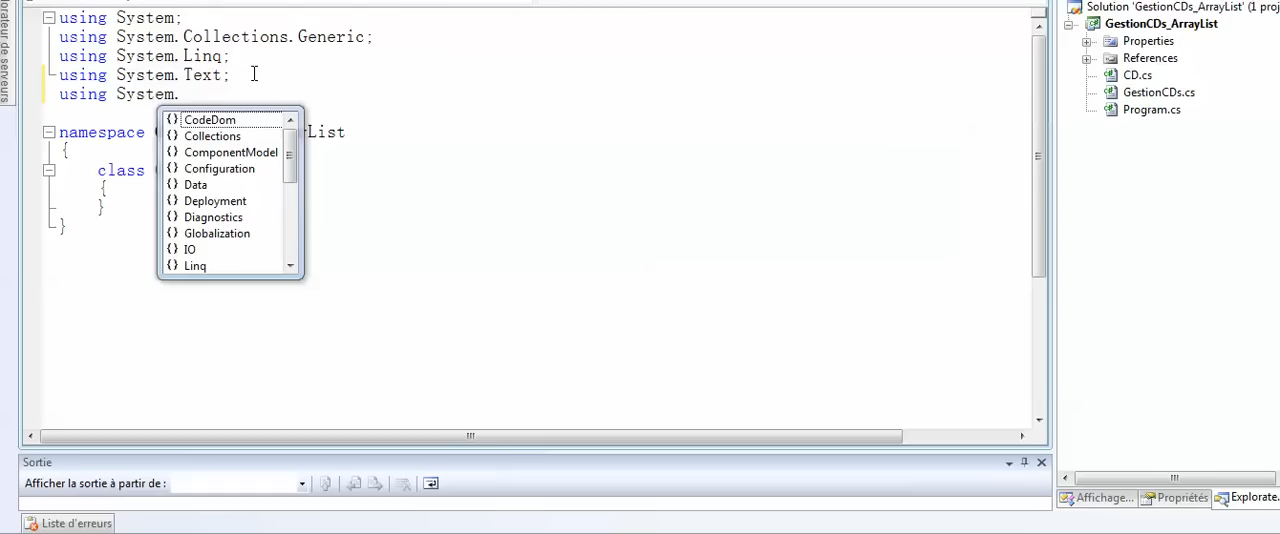 orateur de serveurs
using System;
using System.Collections.Generic;
using System.Linq;
using System.Text;
using System.
CodeDom
Collections
ComponentModel
Configuration
Data
Deployment
Diagnostics
Globalization
IO
Linq
namespace
List
{
class
{
}
}
Sortie
Afficher la sortie à partir de :
Liste d'erreurs
Solution 'GestionCDs_ArrayList' (1 proj
GestionCDs_ArrayList
Properties
References
CD.cs
GestionCDs.cs
Program.cs
Affichage...
Propriétés
Explorate.